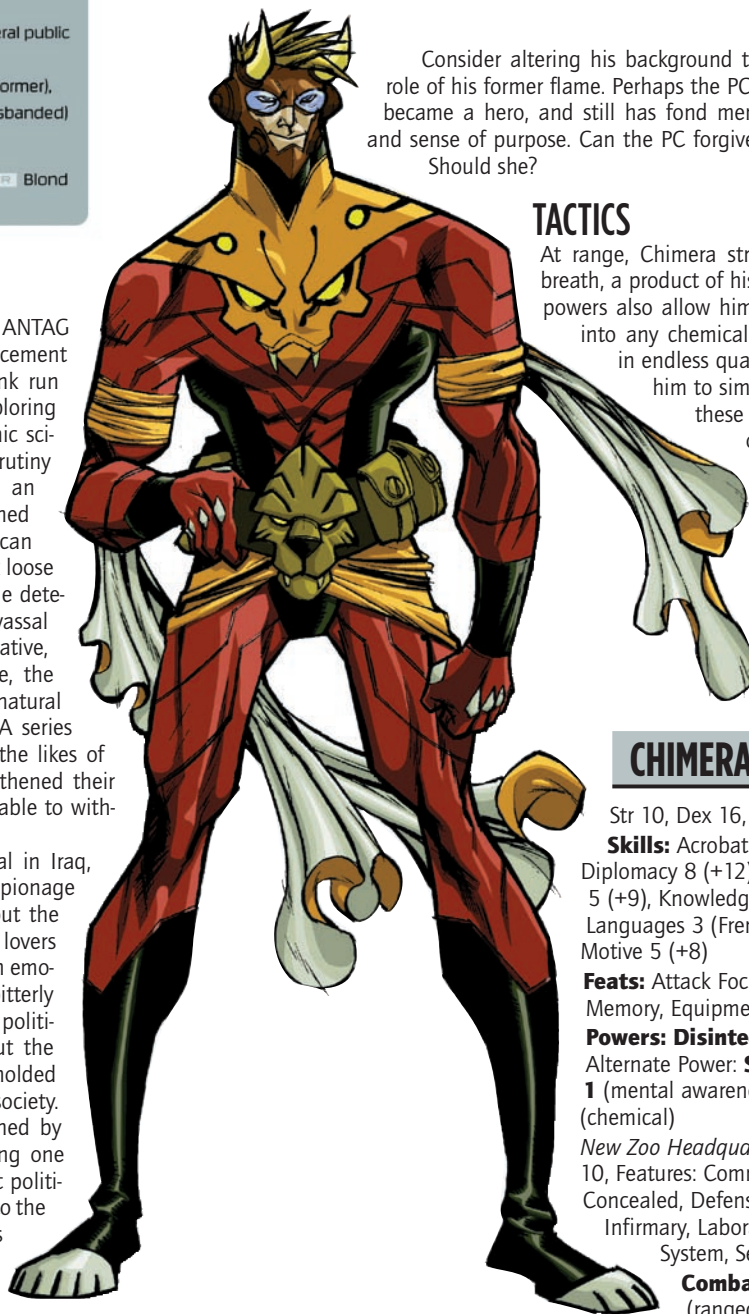 eral public
ormer),
sbanded)
R Blond
ANTAG
cement
nk run
ploring
nic sci-
rutiny
an
ned
can
loose
e dete-
vassal
ative,
e, the
natural
A series
the likes of
thened their
able to with-
al in Iraq,
pionage
out the
lovers
n emo-
itterly
politi-
ut the
nolded
society.
ned by
ng one
t politi-
o the
s
Consider altering his background t
role of his former flame. Perhaps the PC
became a hero, and still has fond mer
and sense of purpose. Can the PC forgive
Should she?
TACTICS
At range, Chimera str
breath, a product of his
powers also allow him
into any chemical
in endless qua
him to sim
these
CHIMERA
Str 10, Dex 16,
Skills: Acrobat
Diplomacy 8 (+12)
5 (+9), Knowledg
Languages 3 (Fren
Motive 5 (+8)
Feats: Attack Foc
Memory, Equipme
Powers: Disinte
Alternate Power: S
1 (mental awaren
(chemical)
New Zoo Headqua
10, Features: Comr
Concealed, Defens
Infirmary, Labor
System, Se
Comba
(ranged